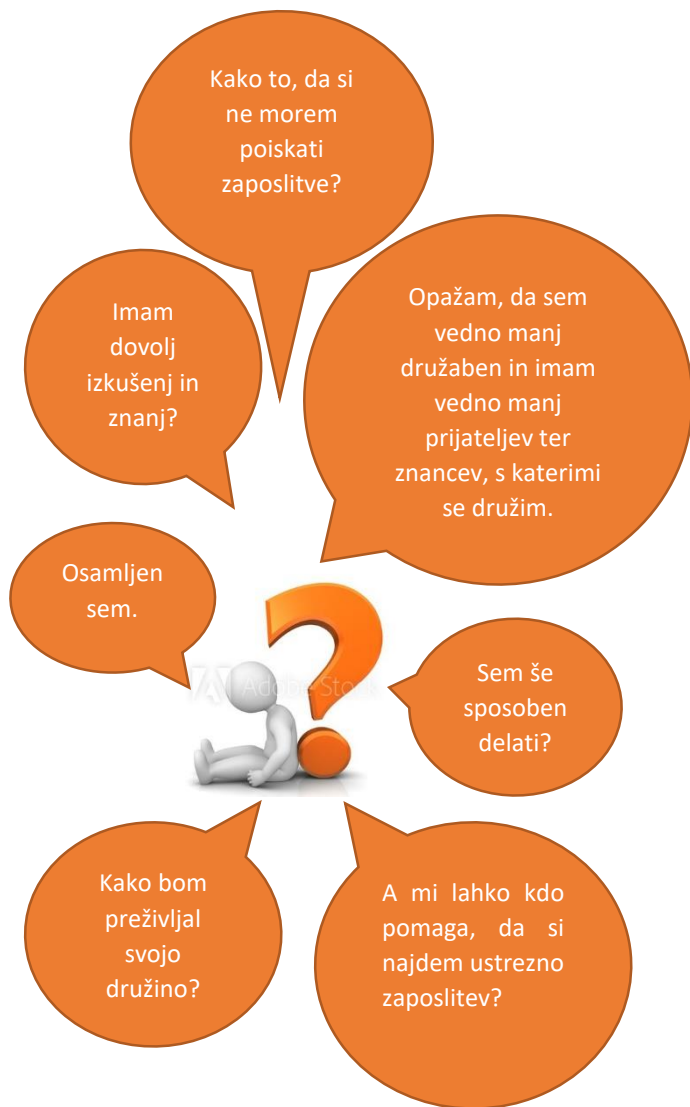 Kako to, da si
ne morem
poiskati
zaposlitve?
Imam
dovolj
izkušenj in
znanj?
Opažam, da sem
vedno manj
družaben in imam
vedno manj
prijateljev ter
znancev, s katerimi
se družim.
Osamljen
sem.
Adobe Stock
Sem še
sposoben
delati?
Kako bom
preživljal
svojo
družino?
A mi lahko kdo
pomaga, da si
najdem ustrezno
zaposlitev?